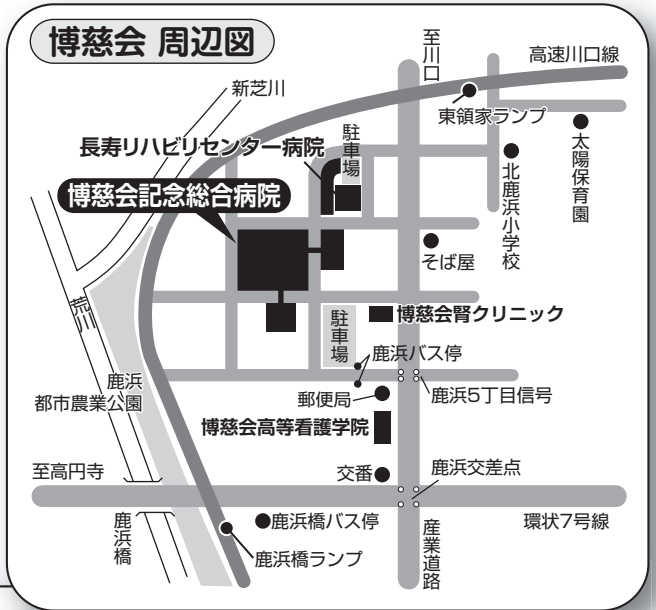 博慈会 周辺図
至川口
高速川口線
新芝川
東領家ランプ
長寿リハビリセンター病院
駐車場
太陽保育園
博慈会記念総合病院
北鹿浜小学校
そば屋
荒川
駐車場
博慈会腎クリニック
鹿浜バス停
鹿浜
都市農業公園
郵便局
鹿浜5丁目信号
博慈会高等看護学院
至高円寺
交番
鹿浜交差点
鹿浜橋
鹿浜橋バス停
産業道路
環状7号線
鹿浜橋ランプ